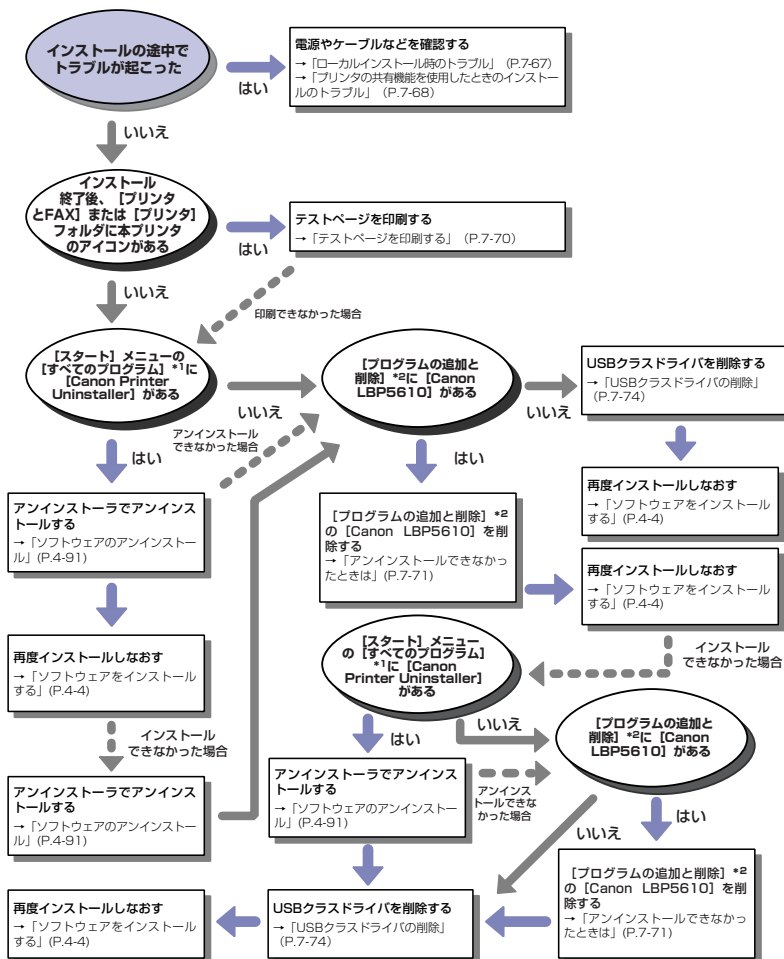 インストールの途中で
トラブルが起こった
はい
電源やケーブルなどを確認する
→「ローカルインストール時のトラブル」（P.7-67）
→「プリンタの共有機能を使用したときのインストー
ルのトラブル」（P.7-68）
いいえ
インストール
終了後、［プリンタ
とFAX］または［プリンタ］
フォルダに本プリンタ
のアイコンがある
はい
テストページを印刷する
→「テストページを印刷する」（P.7-70）
いいえ
印刷できなかった場合
［スタート］メニューの
［すべてのプログラム］*1に
［Canon Printer
Uninstaller］がある
いいえ
［プログラムの追加と
削除］*2に［Canon
LBP5610］がある
いいえ
USBクラスドライバを削除する
→「USBクラスドライバの削除」
(P.7-74)
はい
アンインストール
できなかった場合
はい
再度インストールしなおす
→「ソフトウェアをインストール
する」(P.4-4)
アンインストーラでアンインス
トールする
→「ソフトウェアのアンインストー
ル」(P.4-91)
［プログラムの追加と削除］*2
の［Canon LBP5610］を削
除する
→「アンインストールできなかっ
たときは」(P.7-71)
再度インストールしなおす
→「ソフトウェアをインストール
する」(P.4-4)
再度インストールしなおす
→「ソフトウェアをインストール
する」(P.4-4)
［スタート］メニュー
の［すべてのプログラム］
*1に［Canon
Printer Uninstaller］
がある
インストール
できなかった場合
インストール
できなかった場合
はい
いいえ
［プログラムの追加と
削除］*2に［Canon
LBP5610］がある
アンインストーラでアンインス
トールする
→「ソフトウェアのアンインストー
ル」(P.4-91)
アンインストーラでアンインス
トールする
→「ソフトウェアのアンインストー
ル」(P.4-91)
アンインス
トールできな
かった場合
いいえ
はい
［プログラムの追加と削除］*2
の［Canon LBP5610］を削
除する
→「アンインストールできなかっ
たときは」(P.7-71)
再度インストールしなおす
→「ソフトウェアをインストール
する」(P.4-4)
USBクラスドライバを削除する
→「USBクラスドライバの削除」
(P.7-74)